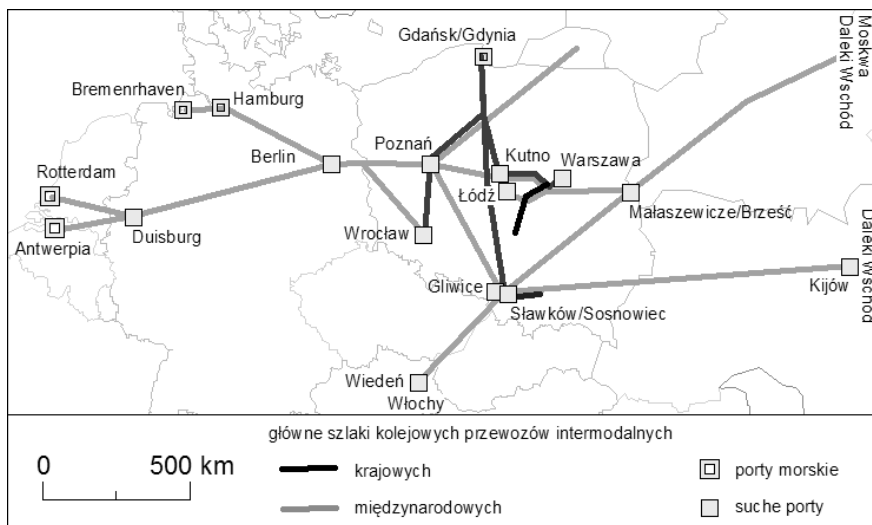 Gdańsk/Gdynia
Moskwa
Daleki Wschód
Bremenrhaven
Hamburg
Rotterdam
Berlin
Poznań
Kutno
Warszawa
Łódź
Małaszewicze/Brześć
Antwerpia
Duisburg
Wrocław
Daleki Wschód
Gliwice
Kijów
Sławków/Sosnowiec
Wiedeń
Włochy
główne szlaki kolejowych przewozów intermodalnych
0 500 km
krajowych
porty morskie
międzynarodowych
suche porty